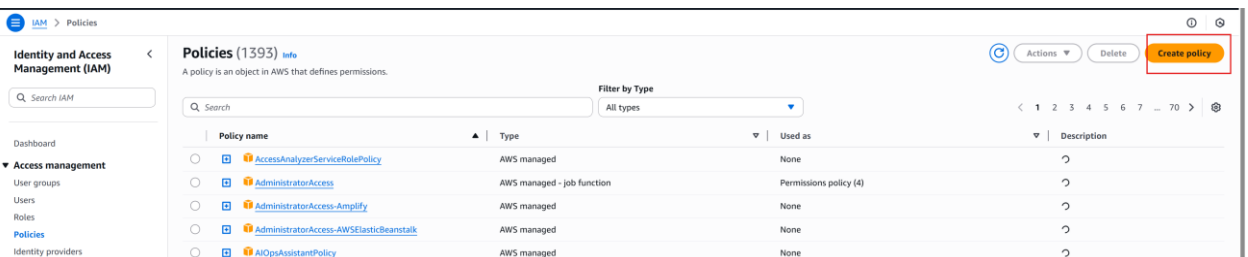 IAM > Policies
Identity and Access Management (IAM)
Search IAM
Dashboard
Access management
User groups
Users
Roles
Policies
Identity providers
Policies (1393) Info
Actions
Delete
Create policy
A policy is an object in AWS that defines permissions.
Filter by Type
Search
All types
1 2 3 4 5 6 7 ... 70
Policy name Type Used as Description
AccessAnalyzerServiceRolePolicy AWS managed None
AdministratorAccess AWS managed - job function Permissions policy (4)
AdministratorAccess-Amplify AWS managed None
AdministratorAccess-AWSElasticBeanstalk AWS managed None
AIOpsAssistantPolicy AWS managed None